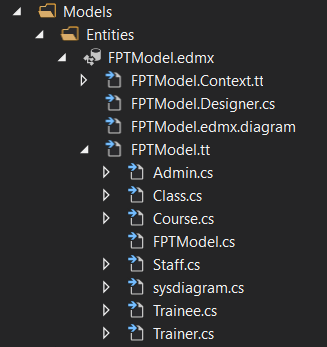 Models
Entities
FPTModel.edmx
FPTModel.Context.tt
FPTModel.Designer.cs
FPTModel.edmx.diagram
FPTModel.tt
Admin.cs
Class.cs
Course.cs
FPTModel.cs
Staff.cs
sysdiagram.cs
Trainee.cs
Trainer.cs